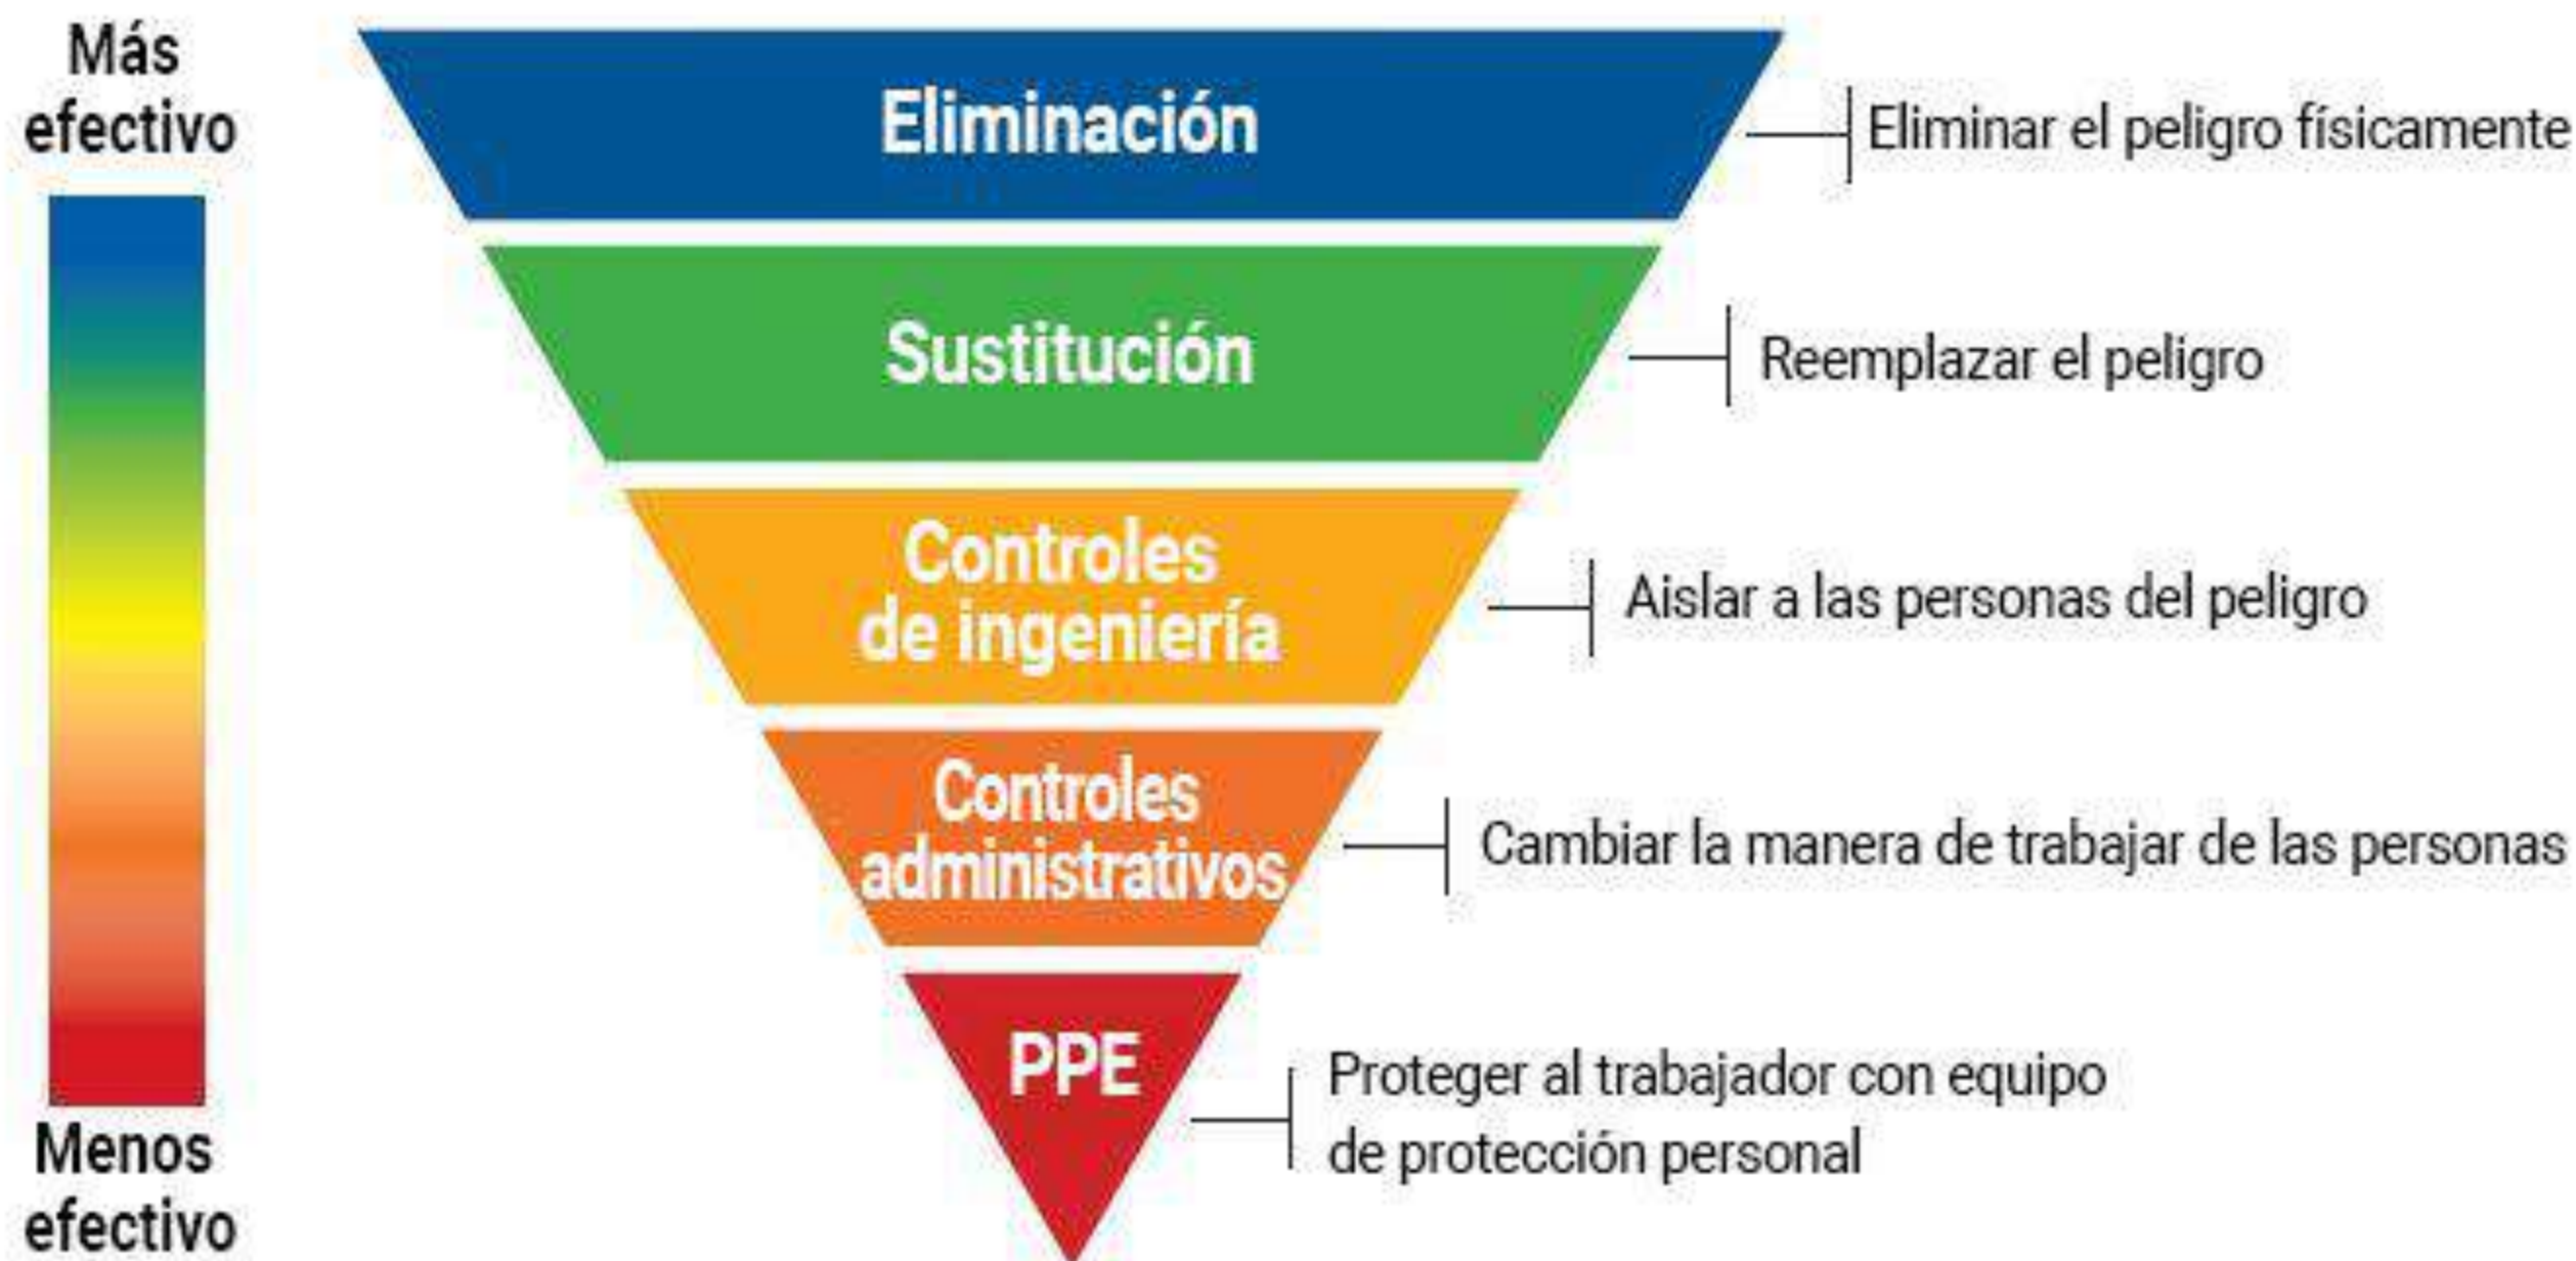 Más
efectivo
Eliminación
Eliminar el peligro físicamente
Sustitución
Reemplazar el peligro
Controles
de ingeniería
Aislar a las personas del peligro
Controles
administrativos
Cambiar la manera de trabajar de las personas
PPE
Proteger al trabajador con equipo
de protección personal
Menos
efectivo